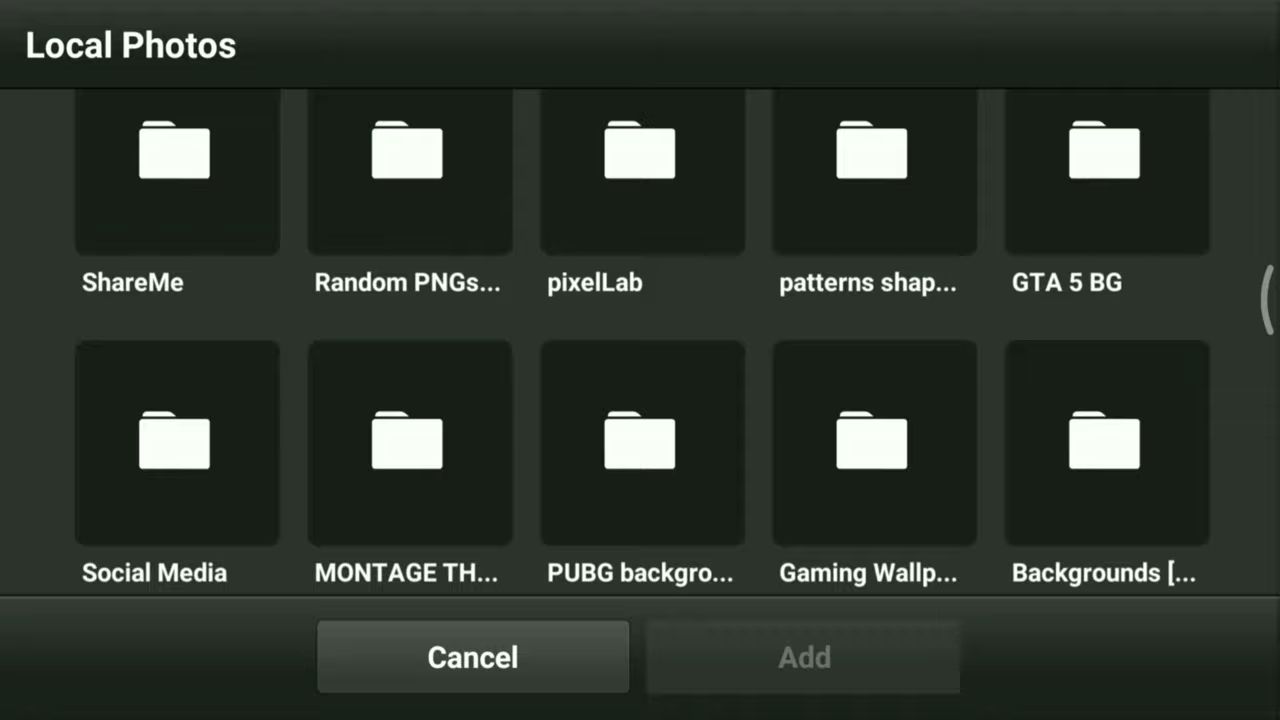 Local Photos
ShareMe
Random PNGs...
pixelLab
patterns shap...
GTA 5 BG
Social Media
MONTAGE TH...
PUBG backgro...
Gaming Wallp...
Backgrounds [...
Cancel
Add